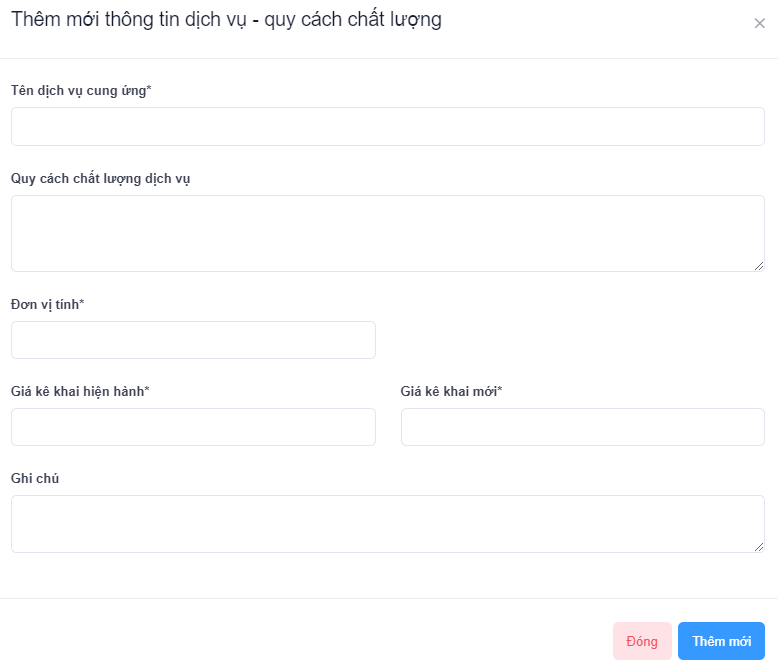 Thêm mới thông tin dịch vụ - quy cách chất lượng
Tên dịch vụ cung ứng*
Quy cách chất lượng dịch vụ
Đơn vị tính*
Giá kê khai hiện hành*
Giá kê khai mới*
Ghi chú
Đóng
Thêm mới